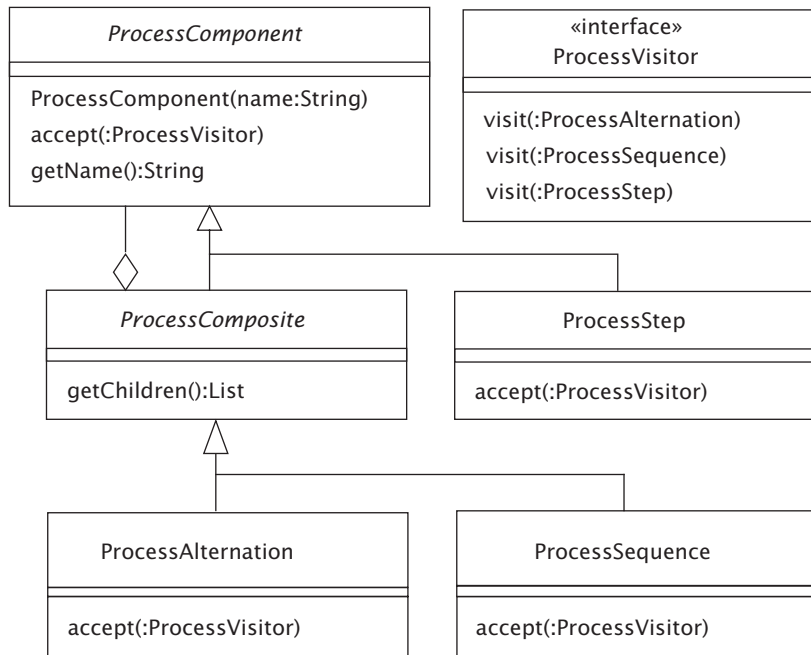 ProcessComponent
ProcessComponent(name:String)
accept(:ProcessVisitor)
getName():String
«interface»
ProcessVisitor
visit(:ProcessAlternation)
visit(:ProcessSequence)
visit(:ProcessStep)
ProcessComposite
getChildren():List
ProcessStep
accept(:ProcessVisitor)
ProcessAlternation
accept(:ProcessVisitor)
ProcessSequence
accept(:ProcessVisitor)